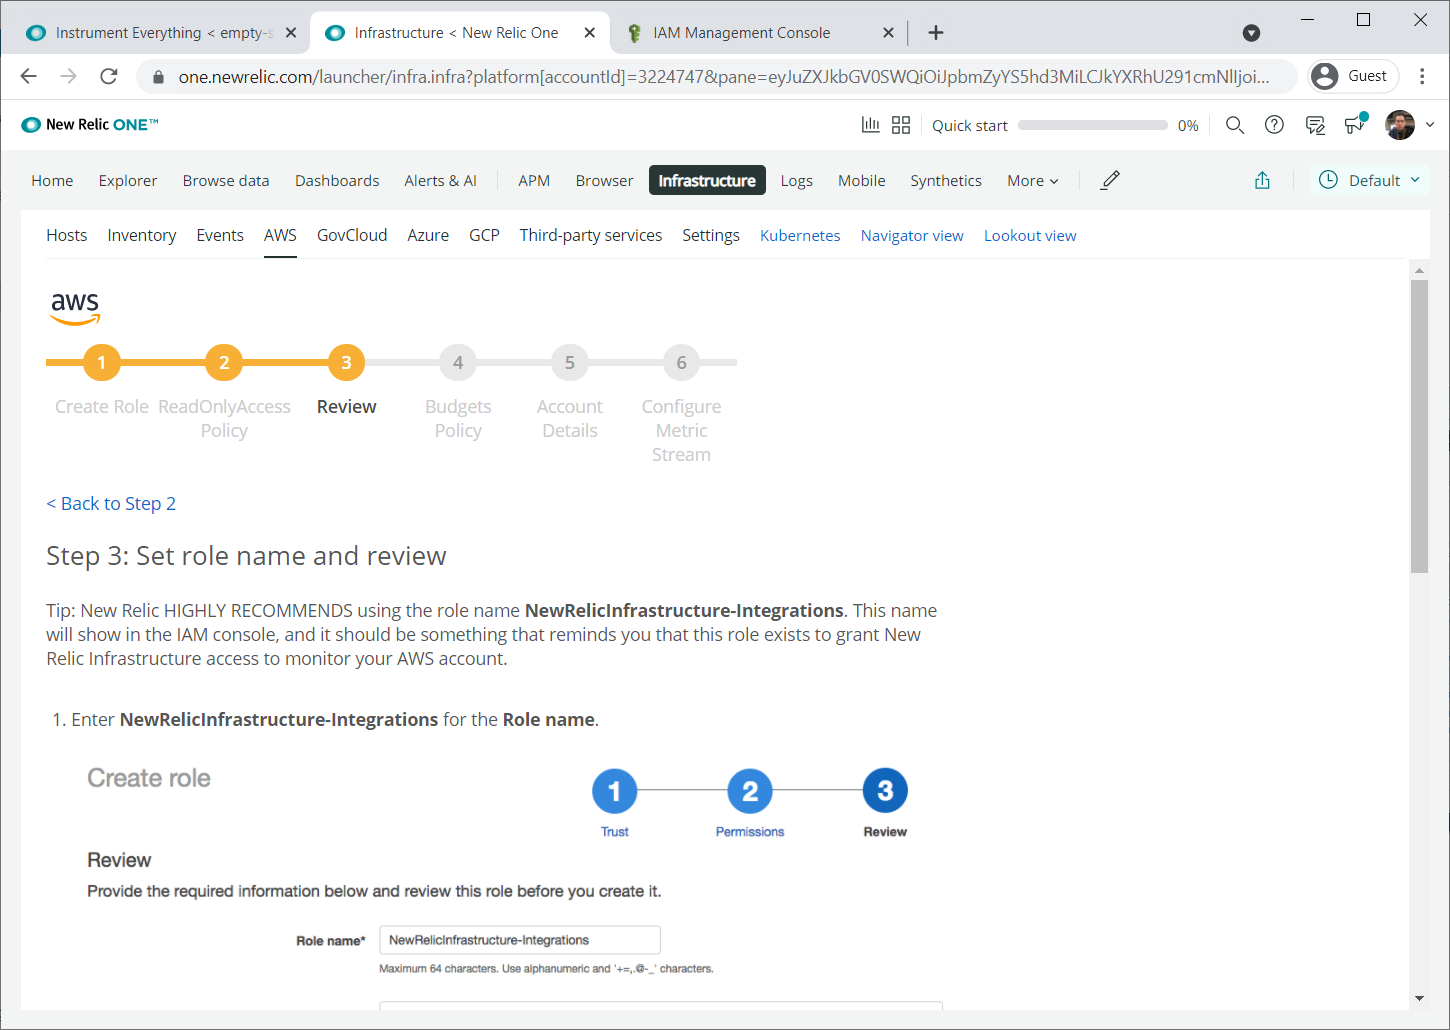 Instrument Everything < empty-s
Infrastructure < New Relic One
IAM Management Console
one.newrelic.com/launcher/infra.infra?platform[accountId]=3224747&pane=eyJuZXJkbGV0SWQiOiJpbmZyYS5hd3MiLCJkYXRhU291cmNlIjoi...
Guest
New Relic ONE™
Quick start
0%
Home
Explorer
Browse data
Dashboards
Alerts & AI
APM
Browser
Infrastructure
Logs
Mobile
Synthetics
More
Default
Hosts
Inventory
Events
AWS
GovCloud
Azure
GCP
Third-party services
Settings
Kubernetes
Navigator view
Lookout view
aws
1
2
3
4
5
6
Create Role
ReadOnlyAccess
Policy
Review
Budgets
Policy
Account
Details
Configure
Metric
Stream
< Back to Step 2
Step 3: Set role name and review
Tip: New Relic HIGHLY RECOMMENDS using the role name NewRelicInfrastructure-Integrations. This name
will show in the IAM console, and it should be something that reminds you that this role exists to grant New
Relic Infrastructure access to monitor your AWS account.
1. Enter NewRelicInfrastructure-Integrations for the Role name.
Create role
1
2
3
Trust
Permissions
Review
Review
Provide the required information below and review this role before you create it.
Role name*
NewRelicInfrastructure-Integrations
Maximum 64 characters. Use alphanumeric and '+=,.@-_' characters.